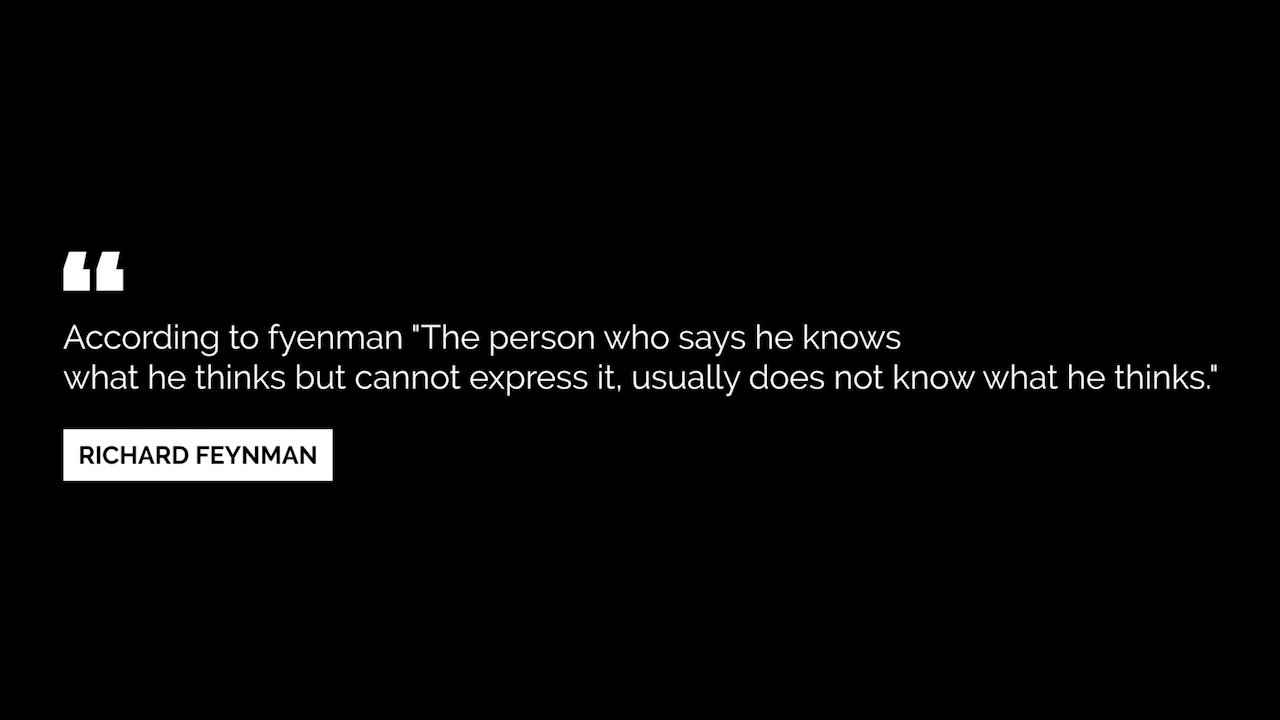 “
According to fyenman "The person who says he knows
what he thinks but cannot express it, usually does not know what he thinks."
RICHARD FEYNMAN